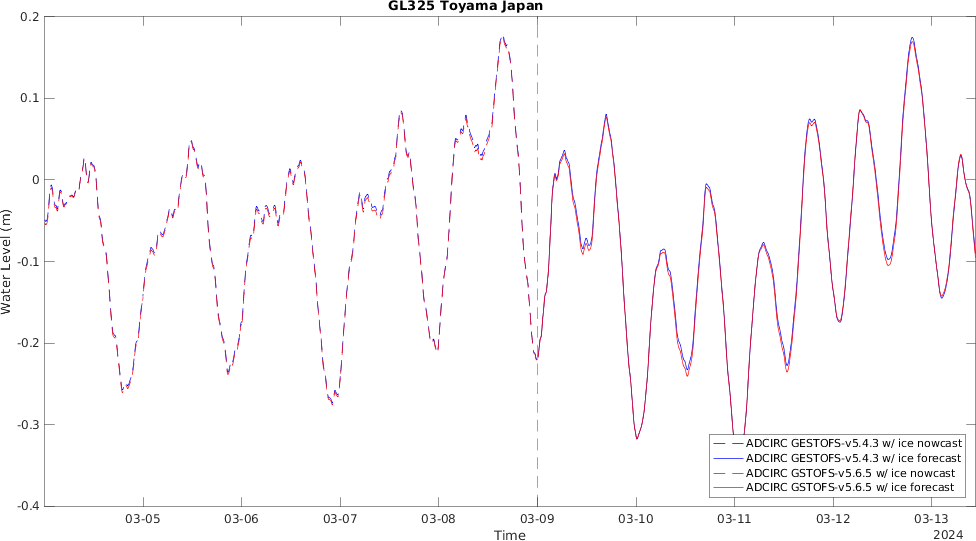 GL325 Toyama Japan
Water Level (m)
0.2
0.1
0
-0.1
-0.2
-0.3
-0.4
03-05
03-06
03-07
03-08
03-09
03-10
03-11
03-12
03-13
Time
2024
ADCIRC GESTOFS-v5.4.3 w/ ice nowcast
ADCIRC GESTOFS-v5.4.3 w/ ice forecast
ADCIRC GSTOFS-v5.6.5 w/ ice nowcast
ADCIRC GSTOFS-v5.6.5 w/ ice forecast